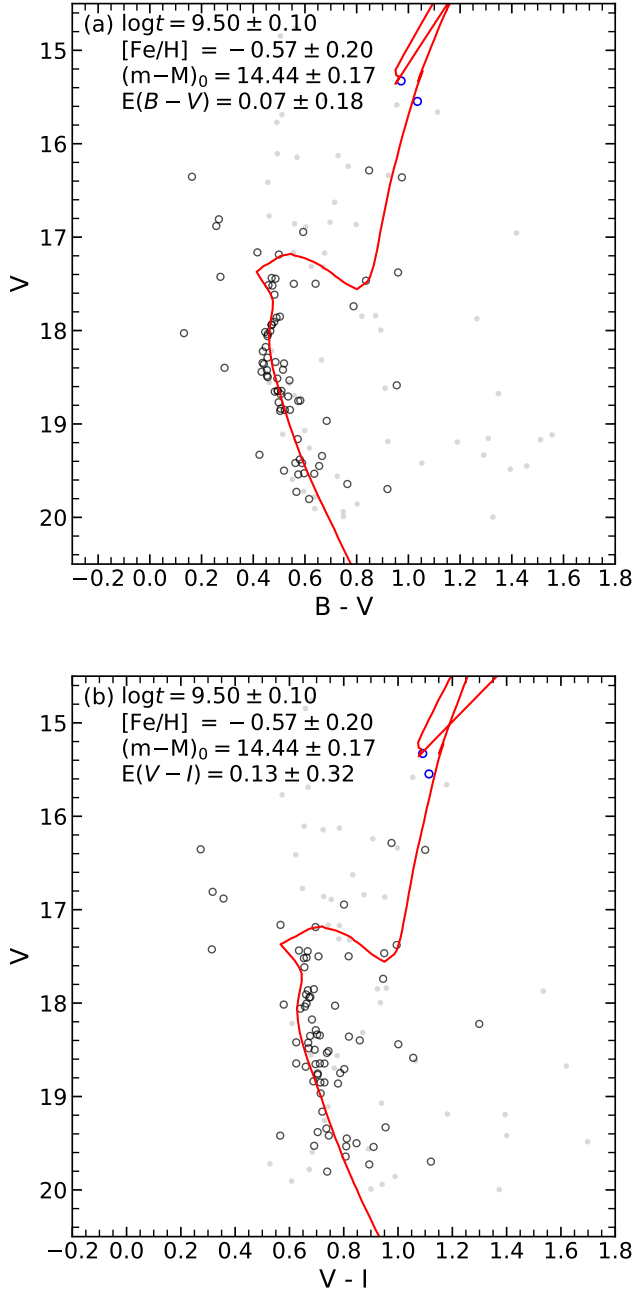 (a) logt = 9.50 ± 0.10
[Fe/H] = −0.57 ± 0.20
(m−M)₀ = 14.44 ± 0.17
E(B − V) = 0.07 ± 0.18
15
16
17
18
19
20
V
−0.2 0.0 0.2 0.4 0.6 0.8 1.0 1.2 1.4 1.6 1.8
B - V
(b) logt = 9.50 ± 0.10
[Fe/H] = −0.57 ± 0.20
(m−M)₀ = 14.44 ± 0.17
E(V − I) = 0.13 ± 0.32
15
16
17
18
19
20
V
−0.2 0.0 0.2 0.4 0.6 0.8 1.0 1.2 1.4 1.6 1.8
V - I